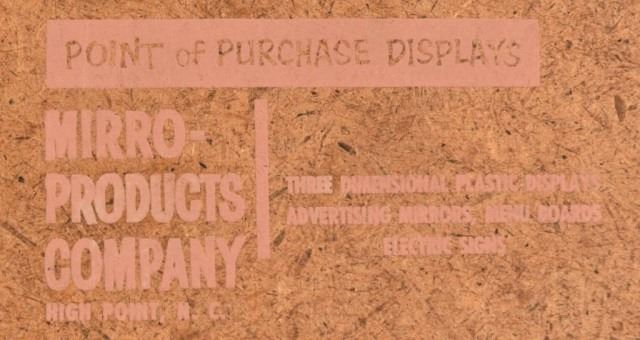 POINT of PURCHASE DISPLAYS
MIRRO-
PRODUCTS
COMPANY
HIGH POINT, N. C.
THREE DIMENSIONAL PLASTIC DISPLAYS
ADVERTISING MIRRORS, MENU BOARDS
ELECTRIC SIGNS